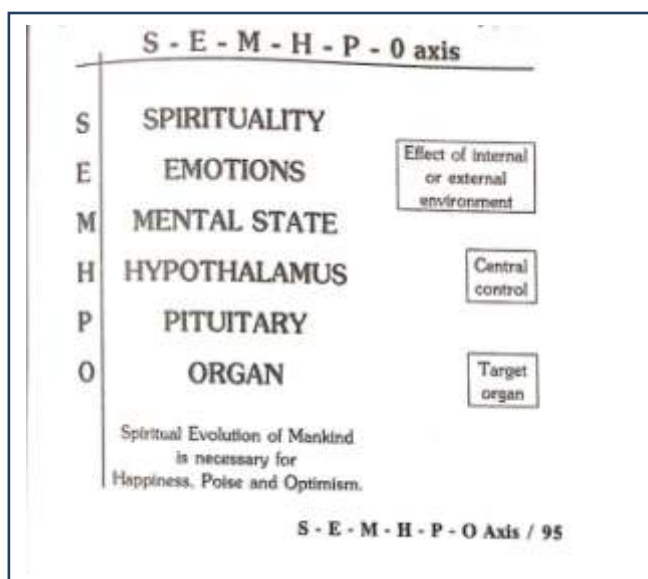 S - E - M - H - P - 0 axis
S SPIRITUALITY
E EMOTIONS
Effect of internal
or external
environment
M MENTAL STATE
H HYPOTHALAMUS
Central
control
P PITUITARY
O ORGAN
Target
organ
Spiritual Evolution of Mankind
is necessary for
Happiness, Poise and Optimism.
S - E - M - H - P - O Axis / 95